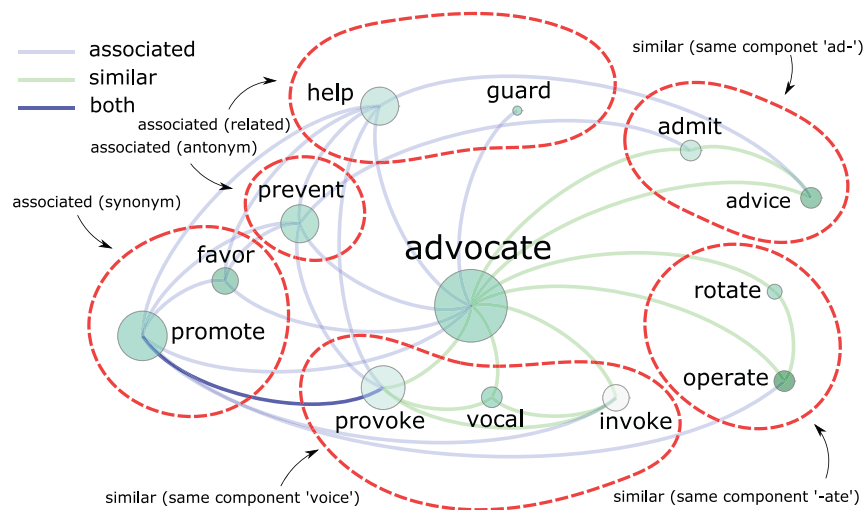 associated
similar
both
similar (same componet 'ad-')
help
guard
admit
associated (related)
associated (antonym)
prevent
advice
associated (synonym)
favor
advocate
rotate
promote
operate
provoke
vocal
invoke
similar (same component 'voice')
similar (same component '-ate')